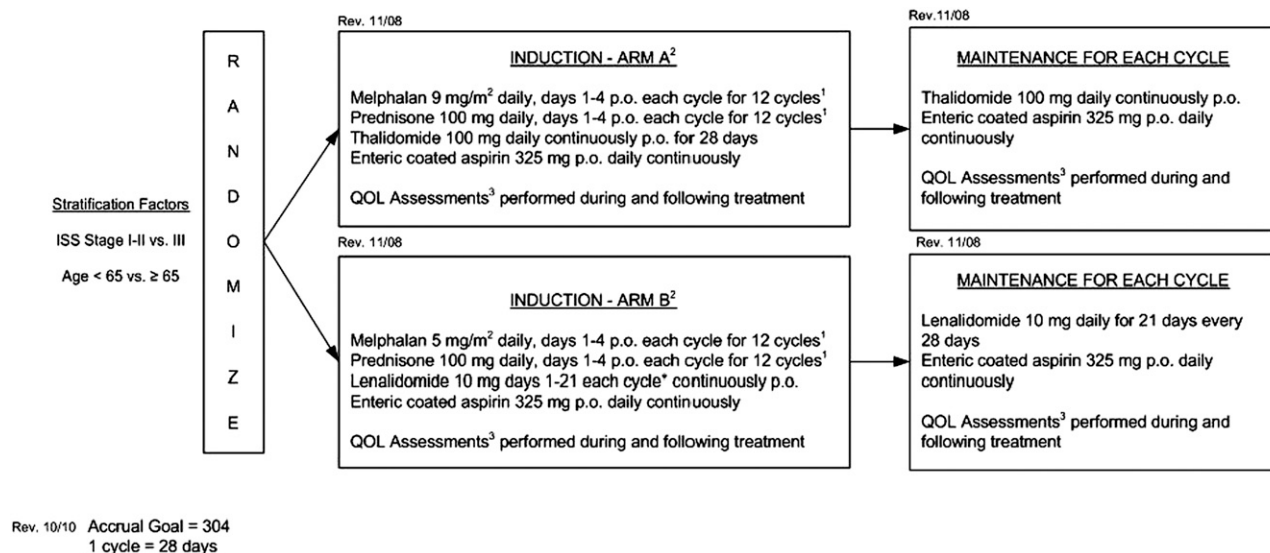 Stratification Factors
ISS Stage I-II vs. III
Age < 65 vs. ≥ 65
R
A
N
D
O
M
I
Z
E
Rev. 11/08
INDUCTION - ARM A²
Melphalan 9 mg/m² daily, days 1-4 p.o. each cycle for 12 cycles¹
Prednisone 100 mg daily, days 1-4 p.o. each cycle for 12 cycles¹
Thalidomide 100 mg daily continuously p.o. for 28 days
Enteric coated aspirin 325 mg p.o. daily continuously
QOL Assessments³ performed during and following treatment
Rev.11/08
MAINTENANCE FOR EACH CYCLE
Thalidomide 100 mg daily continuously p.o.
Enteric coated aspirin 325 mg p.o. daily
continuously
QOL Assessments³ performed during and
following treatment
Rev. 11/08
INDUCTION - ARM B²
Melphalan 5 mg/m² daily, days 1-4 p.o. each cycle for 12 cycles¹
Prednisone 100 mg daily, days 1-4 p.o. each cycle for 12 cycles¹
Lenalidomide 10 mg days 1-21 each cycle* continuously p.o.
Enteric coated aspirin 325 mg p.o. daily continuously
QOL Assessments³ performed during and following treatment
Rev. 11/08
MAINTENANCE FOR EACH CYCLE
Lenalidomide 10 mg daily for 21 days every
28 days
Enteric coated aspirin 325 mg p.o. daily
continuously
QOL Assessments³ performed during and
following treatment
Rev. 10/10 Accrual Goal = 304
1 cycle = 28 days